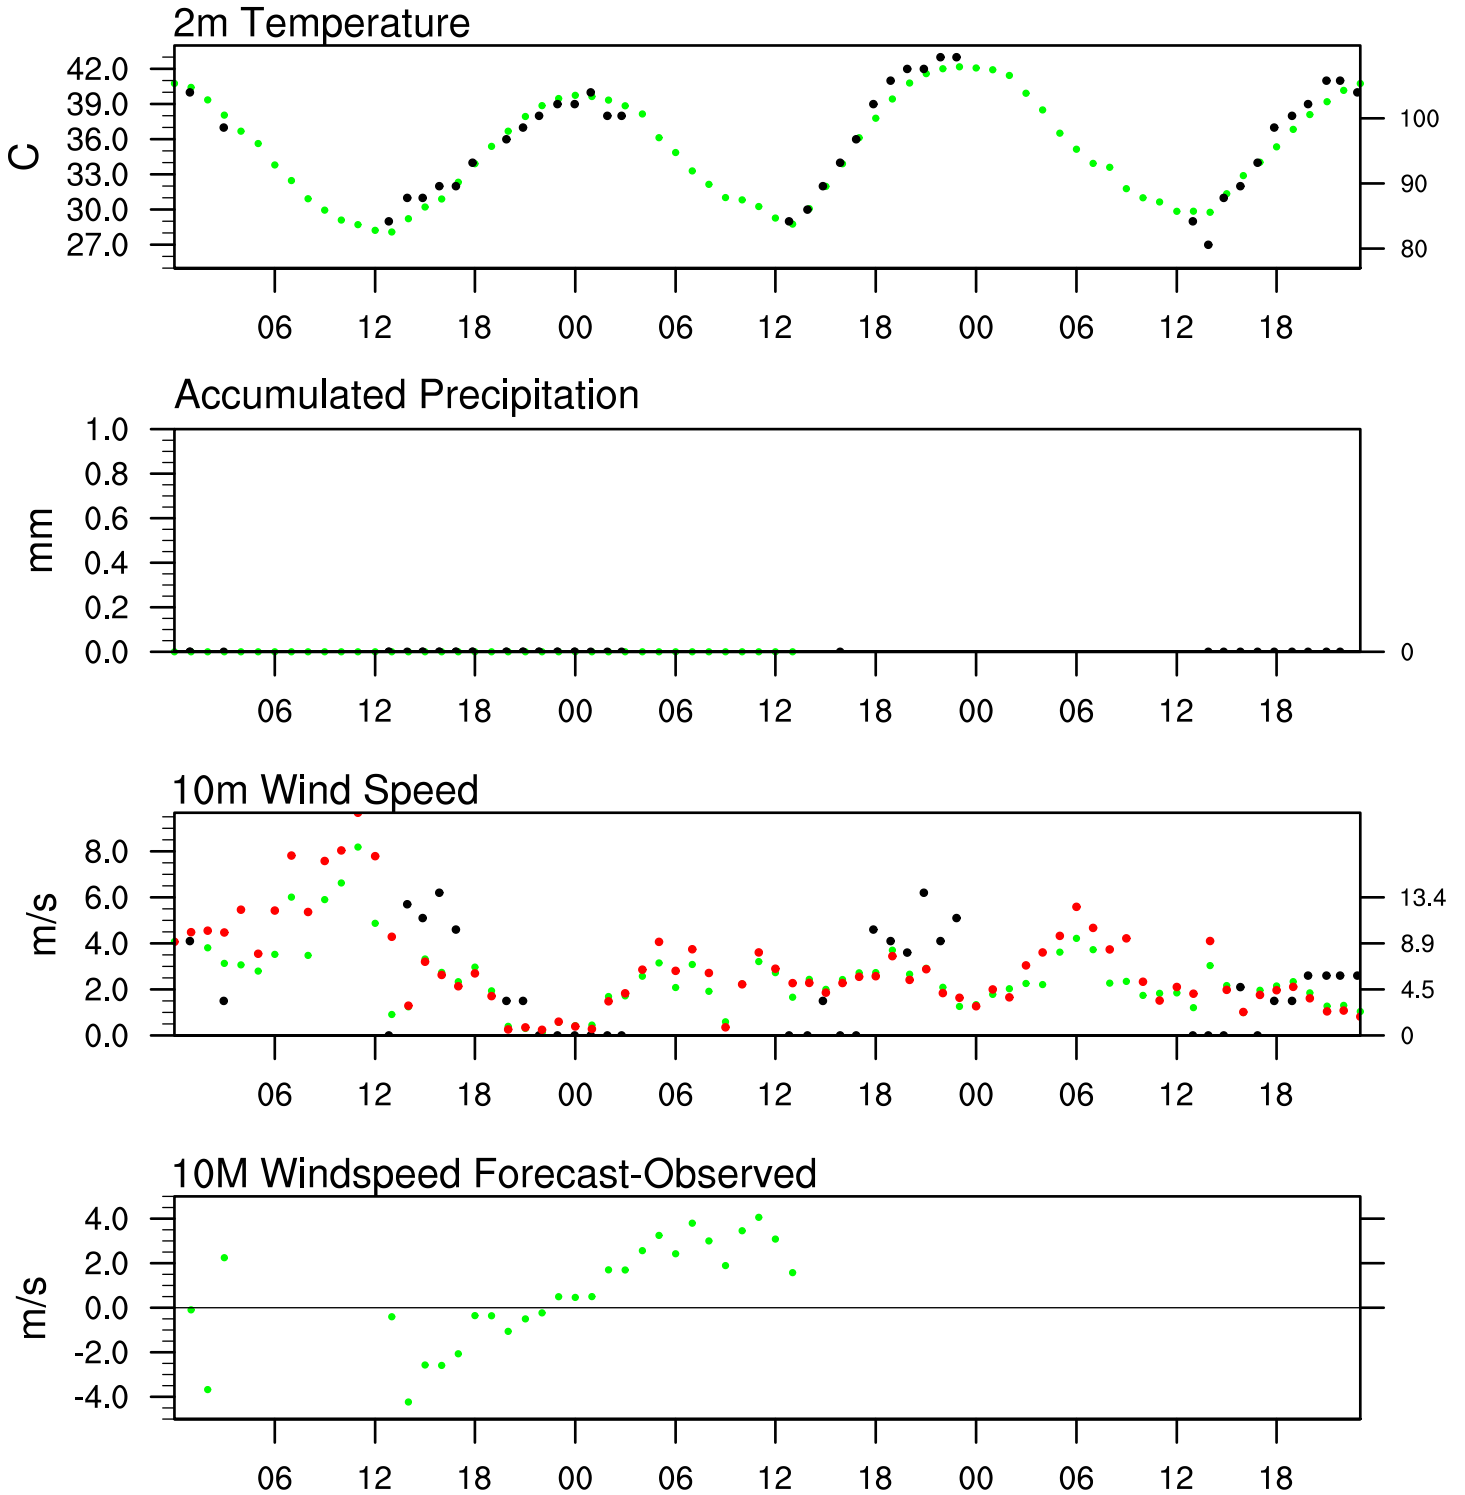 2m Temperature
42.0
39.0
36.0
33.0
30.0
27.0
C
100
90
80
06 12 18 00 06 12 18 00 06 12 18
Accumulated Precipitation
1.0
0.8
0.6
0.4
0.2
0.0
mm
0
06 12 18 00 06 12 18 00 06 12 18
10m Wind Speed
8.0
6.0
4.0
2.0
0.0
m/s
13.4
8.9
4.5
0
06 12 18 00 06 12 18 00 06 12 18
10M Windspeed Forecast-Observed
4.0
2.0
0.0
-2.0
-4.0
m/s
06 12 18 00 06 12 18 00 06 12 18